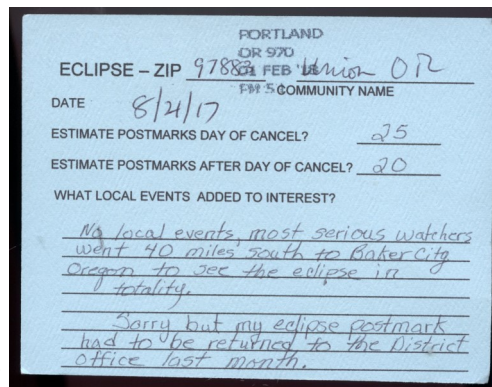 PORTLAND
OR 970
01 FEB '18
PM 5
ECLIPSE – ZIP 97883 Union OR
COMMUNITY NAME
DATE 8/21/17
ESTIMATE POSTMARKS DAY OF CANCEL? 25
ESTIMATE POSTMARKS AFTER DAY OF CANCEL? 20
WHAT LOCAL EVENTS ADDED TO INTEREST?
No local events, most serious watchers
went 40 miles south to Baker City
Oregon to see the eclipse in
totality.
Sorry but my eclipse postmark
had to be returned to the District
office last month.